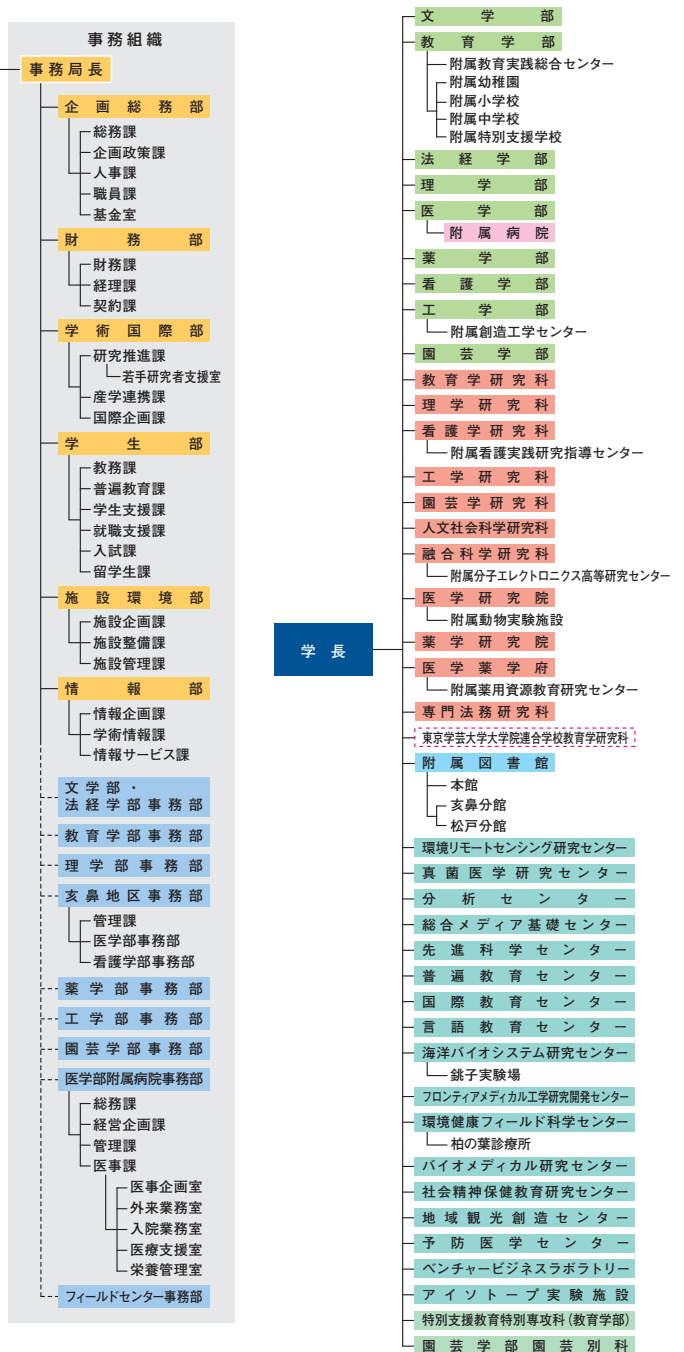 事務組織
事務局長
企画総務部
総務課
企画政策課
人事課
職員課
基金室
財務部
財務課
経理課
契約課
学術国際部
研究推進課
若手研究者支援室
産学連携課
国際企画課
学生部
教務課
普遍教育課
学生支援課
就職支援課
入試課
留学生課
施設環境部
施設企画課
施設整備課
施設管理課
情報部
情報企画課
学術情報課
情報サービス課
文学部・
法経学部事務部
教育学部事務部
理学部事務部
亥鼻地区事務部
管理課
医学部事務部
看護学部事務部
薬学部事務部
工学部事務部
園芸学部事務部
医学部附属病院事務部
総務課
経営企画課
管理課
医事課
医事企画室
外来業務室
入院業務室
医療支援室
栄養管理室
フィールドセンター事務部
学長
文学部
教育学部
附属教育実践総合センター
附属幼稚園
附属小学校
附属中学校
附属特別支援学校
法経学部
理学部
医学部
附属病院
薬学部
看護学部
工学部
附属創造工学センター
園芸学部
教育学研究科
理学研究科
看護学研究科
附属看護実践研究指導センター
工学研究科
園芸学研究科
人文社会科学研究科
融合科学研究科
附属分子エレクトロニクス高等研究センター
医学研究院
附属動物実験施設
薬学研究院
医学薬学府
附属薬用資源教育研究センター
専門法務研究科
東京学芸大学大学院連合学校教育学研究科
附属図書館
本館
亥鼻分館
松戸分館
環境リモートセンシング研究センター
真菌医学研究センター
分析センター
総合メディア基礎センター
先進科学センター
普遍教育センター
国際教育センター
言語教育センター
海洋バイオシステム研究センター
銚子実験場
フロンティアメディカル工学研究開発センター
環境健康フィールド科学センター
柏の葉診療所
バイオメディカル研究センター
社会精神保健教育研究センター
地域観光創造センター
予防医学センター
ベンチャービジネスラボラトリー
アイソトープ実験施設
特別支援教育特別専攻科(教育学部)
園芸学部園芸別科